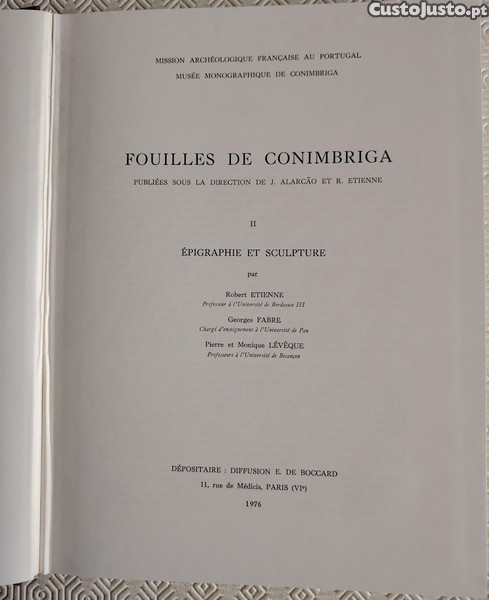 CustoJusto.pt
MISSION ARCHÉOLOGIQUE FRANÇAISE AU PORTUGAL
MUSÉE MONOGRAPHIQUE DE CONIMBRIGA
FOUILLES DE CONIMBRIGA
PUBLIÉES SOUS LA DIRECTION DE J. ALARCÃO ET R. ETIENNE
II
ÉPIGRAPHIE ET SCULPTURE
par
Robert ETIENNE
Professeur à l'Université de Bordeaux III
Georges FABRE
Chargé d'enseignement à l'Université de Pau
Pierre et Monique LÉVÊQUE
Professeurs à l'Université de Besançon
DÉPOSITAIRE : DIFFUSION E. DE BOCCARD
11, rue de Médicis, PARIS (VIe)
1976